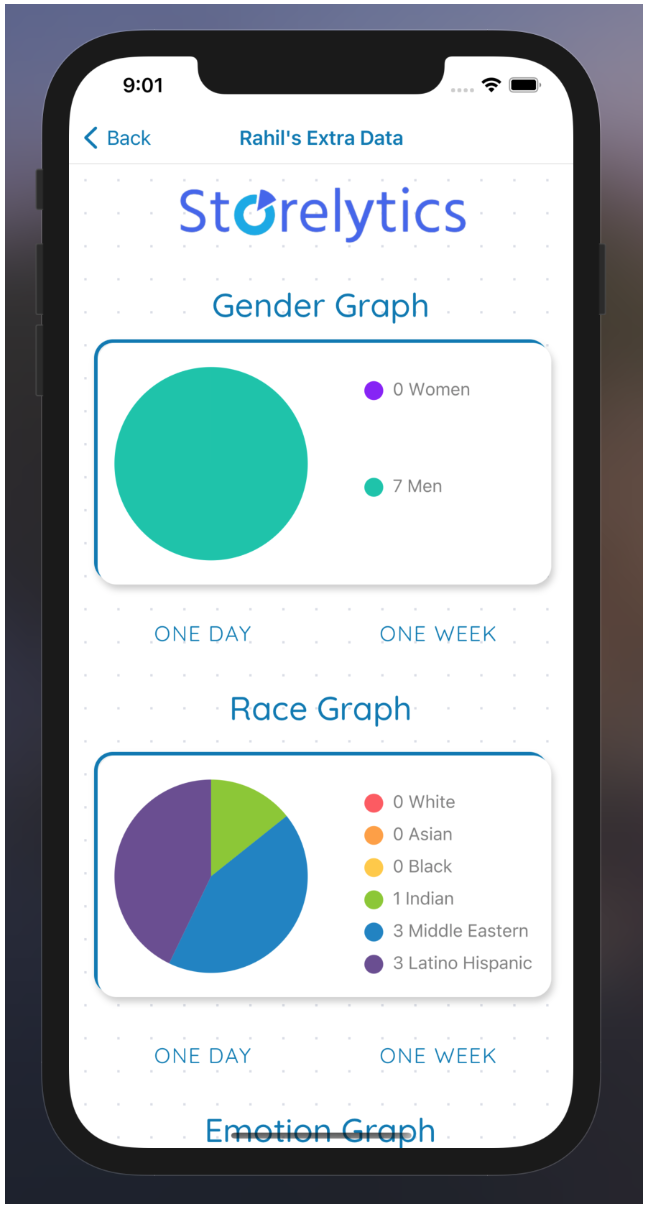 9:01
Back
Rahil's Extra Data
Storelytics
Gender Graph
0 Women
7 Men
ONE DAY
ONE WEEK
Race Graph
0 White
0 Asian
0 Black
1 Indian
3 Middle Eastern
3 Latino Hispanic
ONE DAY
ONE WEEK
Emotion Graph